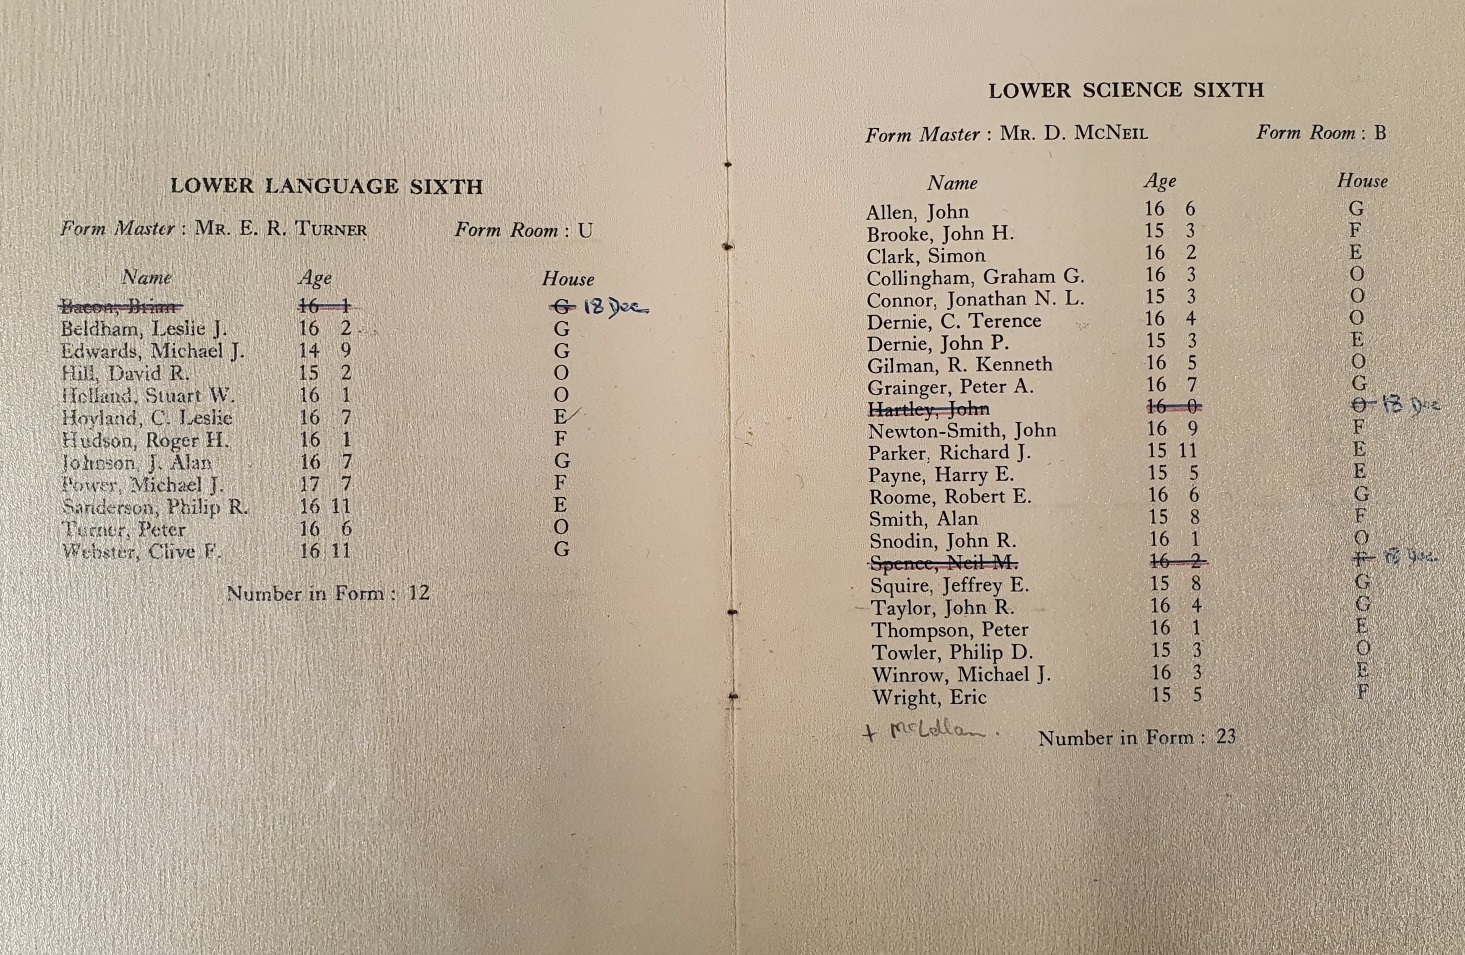 LOWER LANGUAGE SIXTH
Form Master : MR. E. R. TURNER Form Room : U
Name Age House
Bacon, Brian 16 1 G 18 Dec
Beldham, Leslie J. 16 2 G
Edwards, Michael J. 14 9 G
Hill, David R. 15 2 O
Holland, Stuart W. 16 1 O
Hoyland, C. Leslie 16 7 E
Hudson, Roger H. 16 1 F
Johnson, J. Alan 16 7 G
Power, Michael J. 17 7 F
Sanderson, Philip R. 16 11 E
Turner, Peter 16 6 O
Webster, Clive F. 16 11 G
Number in Form : 12
LOWER SCIENCE SIXTH
Form Master : MR. D. MCNEIL Form Room : B
Name Age House
Allen, John 16 6 G
Brooke, John H. 15 3 F
Clark, Simon 16 2 E
Collingham, Graham G. 16 3 O
Connor, Jonathan N. L. 15 3 O
Dernie, C. Terence 16 4 O
Dernie, John P. 15 3 E
Gilman, R. Kenneth 16 5 O
Grainger, Peter A. 16 7 G
Hartley, John 16 0 O 18 Dec
Newton-Smith, John 16 9 F
Parker, Richard J. 15 11 E
Payne, Harry E. 15 5 E
Roome, Robert E. 16 6 G
Smith, Alan 15 8 F
Snodin, John R. 16 1 O
Spence, Neil M. 16 2 F 18 Dec.
Squire, Jeffrey E. 15 8 G
Taylor, John R. 16 4 G
Thompson, Peter 16 1 E
Towler, Philip D. 15 3 O
Winrow, Michael J. 16 3 E
Wright, Eric 15 5 F
+ McLellan.
Number in Form : 23